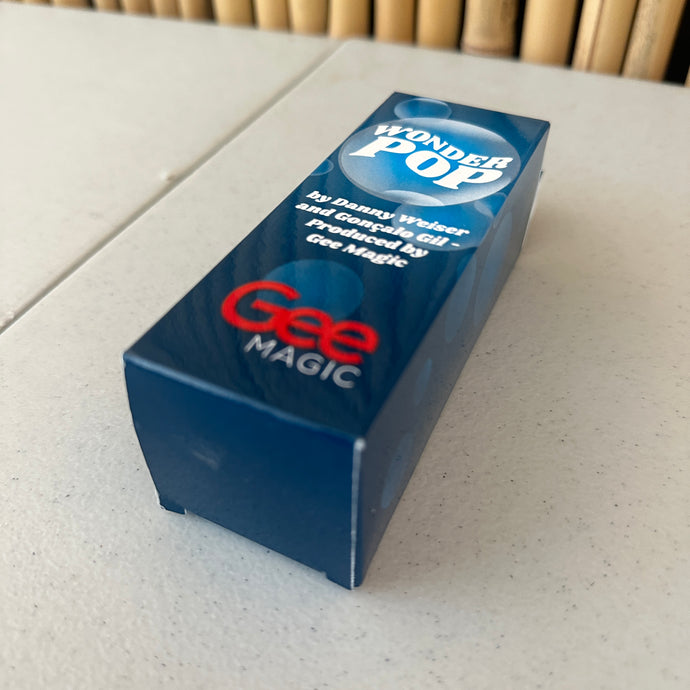 WONDER
POP
by Danny Weiser
and Gonçalo Gil -
Produced by
Gee Magic
Gee
MAGIC